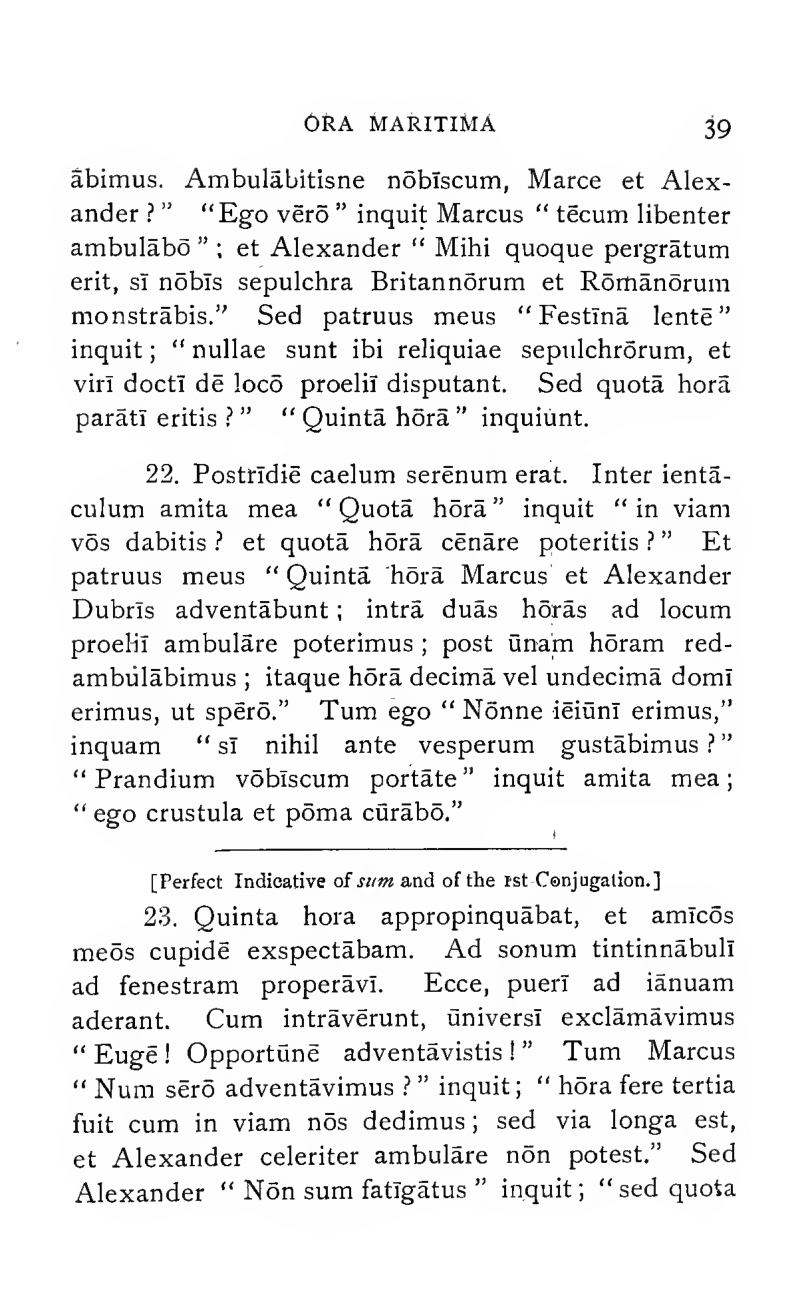 ŌRA MARITIMA 39
ābimus. Ambulābitisne nōbīscum, Marce et Alex-
ander ?” “Ego vērō” inquit Marcus “tēcum libenter
ambulābō”; et Alexander “Mihi quoque pergrātum
erit, sī nōbīs sepulchra Britannōrum et Rōmānōrum
monstrābis.” Sed patruus meus “Festīnā lentē”
inquit; “nullae sunt ibi reliquiae sepulchrōrum, et
virī doctī dē locō proeliī disputant. Sed quotā horā
parātī eritis ?” “Quintā hōrā” inquiunt.
22. Postrīdiē caelum serēnum erat. Inter ientā-
culum amita mea “Quotā hōrā” inquit “in viam
vōs dabitis ? et quotā hōrā cēnāre poteritis ?” Et
patruus meus “Quintā hōrā Marcus et Alexander
Dubrīs adventābunt; intrā duās hōrās ad locum
proeliī ambulāre poterimus; post ūnam hōram red-
ambulābimus; itaque hōrā decimā vel undecimā domī
erimus, ut spērō.” Tum ego “Nōnne iēiūnī erimus,”
inquam “sī nihil ante vesperum gustābimus ?”
“Prandium vōbīscum portāte” inquit amita mea;
“ego crustula et pōma cūrābō.”
[Perfect Indicative of sum and of the 1st Conjugation.]
23. Quinta hora appropinquābat, et amīcōs
meōs cupidē exspectābam. Ad sonum tintinnābulī
ad fenestram properāvī. Ecce, puerī ad iānuam
aderant. Cum intrāvērunt, ūniversī exclāmāvimus
“Eugē! Opportūnē adventāvistis!” Tum Marcus
“Num sērō adventāvimus ?” inquit; “hōra fere tertia
fuit cum in viam nōs dedimus; sed via longa est,
et Alexander celeriter ambulāre nōn potest.” Sed
Alexander “Nōn sum fatīgātus” inquit; “sed quota